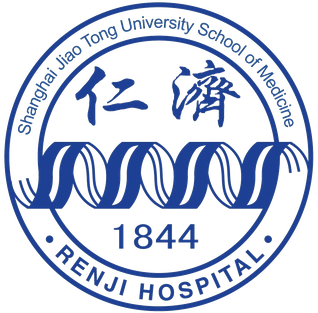 Shanghai Jiao Tong University School of Medicine
仁濟
1844
• RENJI HOSPITAL •